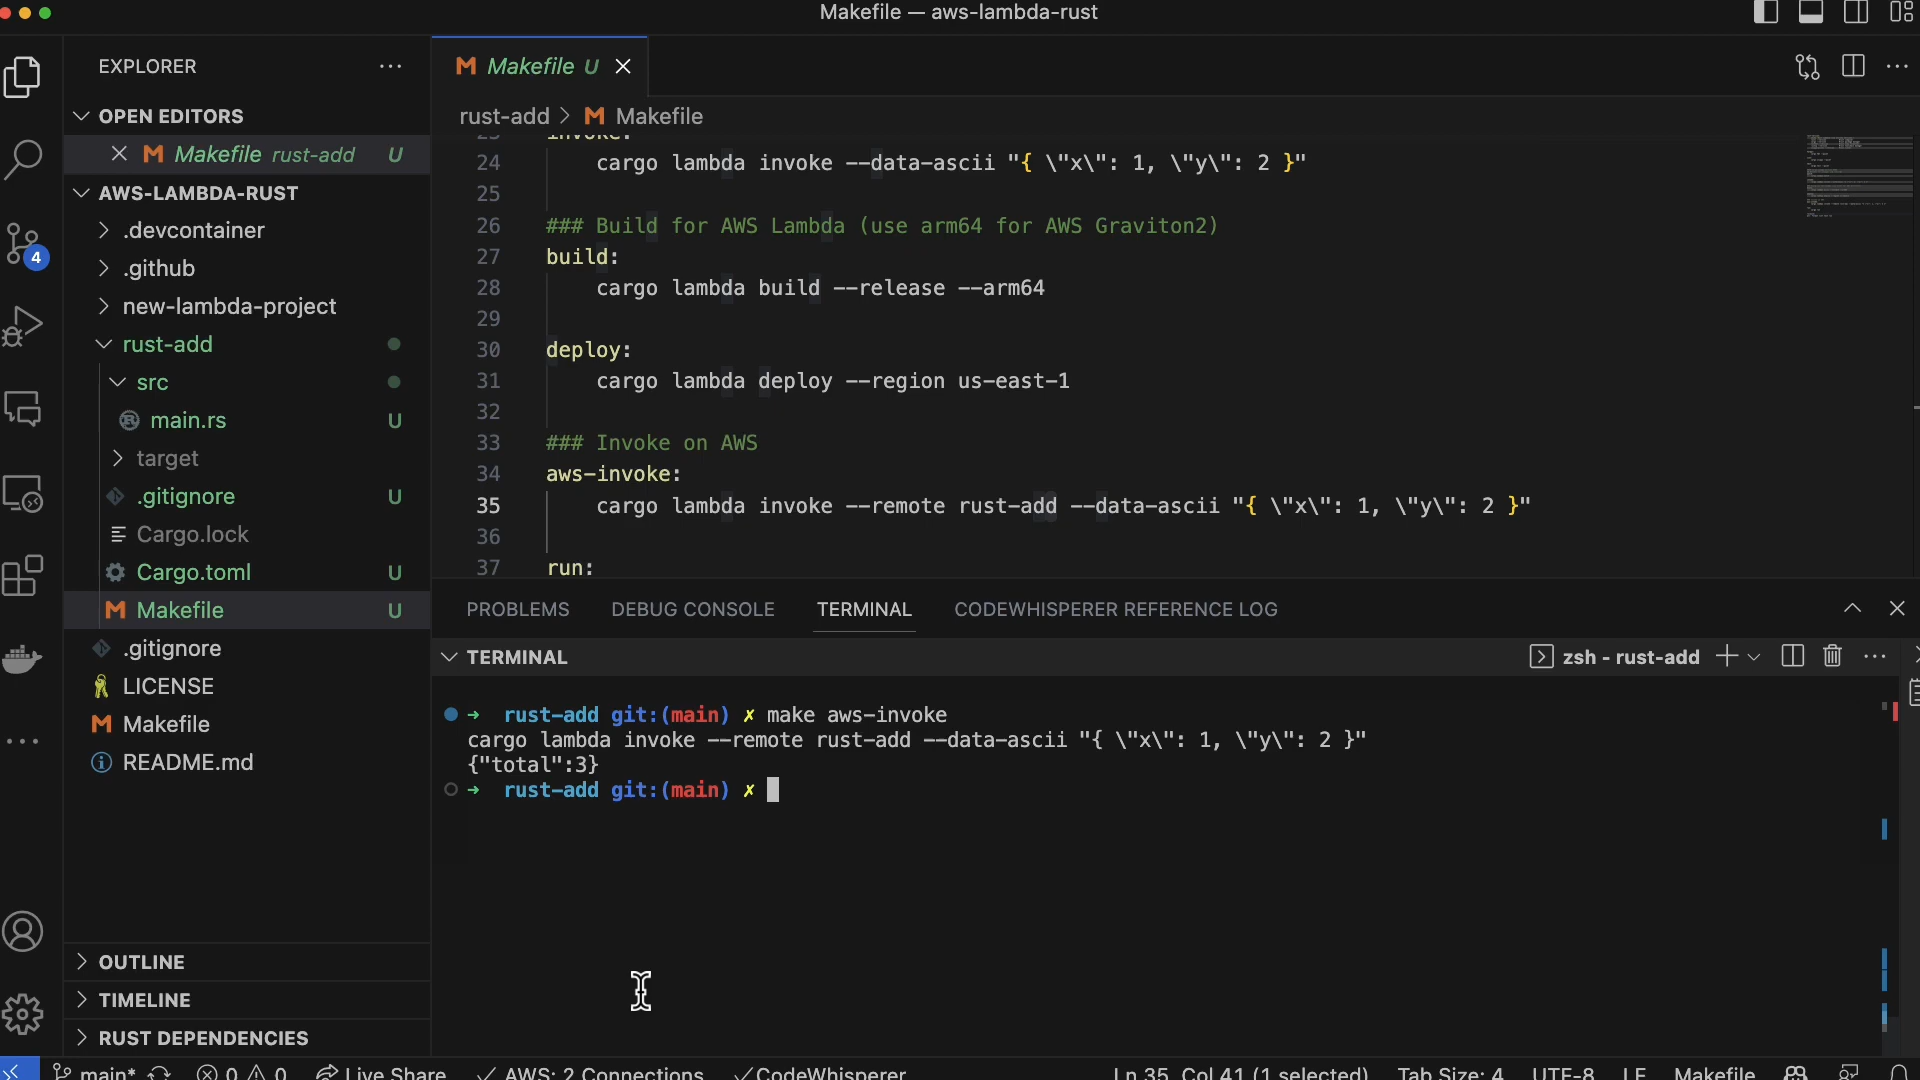 Makefile — aws-lambda-rust
EXPLORER
OPEN EDITORS
Makefile rust-add U
AWS-LAMBDA-RUST
.devcontainer
.github
new-lambda-project
rust-add
src
main.rs U
target
.gitignore U
Cargo.lock
Cargo.toml U
Makefile U
.gitignore
LICENSE
Makefile
README.md
OUTLINE
TIMELINE
RUST DEPENDENCIES
4
Makefile U
rust-add > Makefile
23 invoke:
24 cargo lambda invoke --data-ascii "{ \"x\": 1, \"y\": 2 }"
25
26 ### Build for AWS Lambda (use arm64 for AWS Graviton2)
27 build:
28 cargo lambda build --release --arm64
29
30 deploy:
31 cargo lambda deploy --region us-east-1
32
33 ### Invoke on AWS
34 aws-invoke:
35 cargo lambda invoke --remote rust-add --data-ascii "{ \"x\": 1, \"y\": 2 }"
36
37 run:
PROBLEMS DEBUG CONSOLE TERMINAL CODEWHISPERER REFERENCE LOG
TERMINAL
zsh - rust-add
→ rust-add git:(main) ✗ make aws-invoke
cargo lambda invoke --remote rust-add --data-ascii "{ \"x\": 1, \"y\": 2 }"
{"total":3}
→ rust-add git:(main) ✗
main* 0 0 Live Share AWS: 2 Connections CodeWhisperer Ln 35, Col 41 (1 selected) Tab Size: 4 UTF-8 LF Makefile